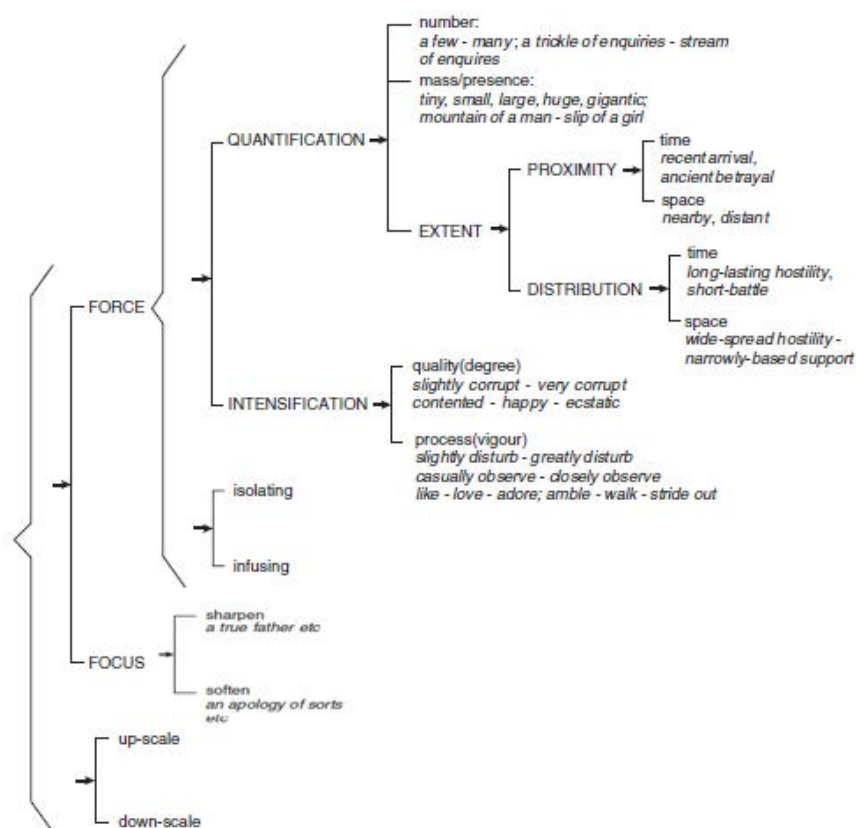 number:
a few - many; a trickle of enquiries - stream
of enquires
mass/presence:
tiny, small, large, huge, gigantic;
mountain of a man - slip of a girl
QUANTIFICATION
time
recent arrival,
ancient betrayal
PROXIMITY
space
nearby, distant
EXTENT
time
long-lasting hostility,
short-battle
DISTRIBUTION
space
wide-spread hostility -
narrowly-based support
FORCE
quality(degree)
slightly corrupt - very corrupt
contented - happy - ecstatic
INTENSIFICATION
process(vigour)
slightly disturb - greatly disturb
casually observe - closely observe
like - love - adore; amble - walk - stride out
isolating
infusing
sharpen
a true father etc
FOCUS
soften
an apology of sorts
etc
up-scale
down-scale